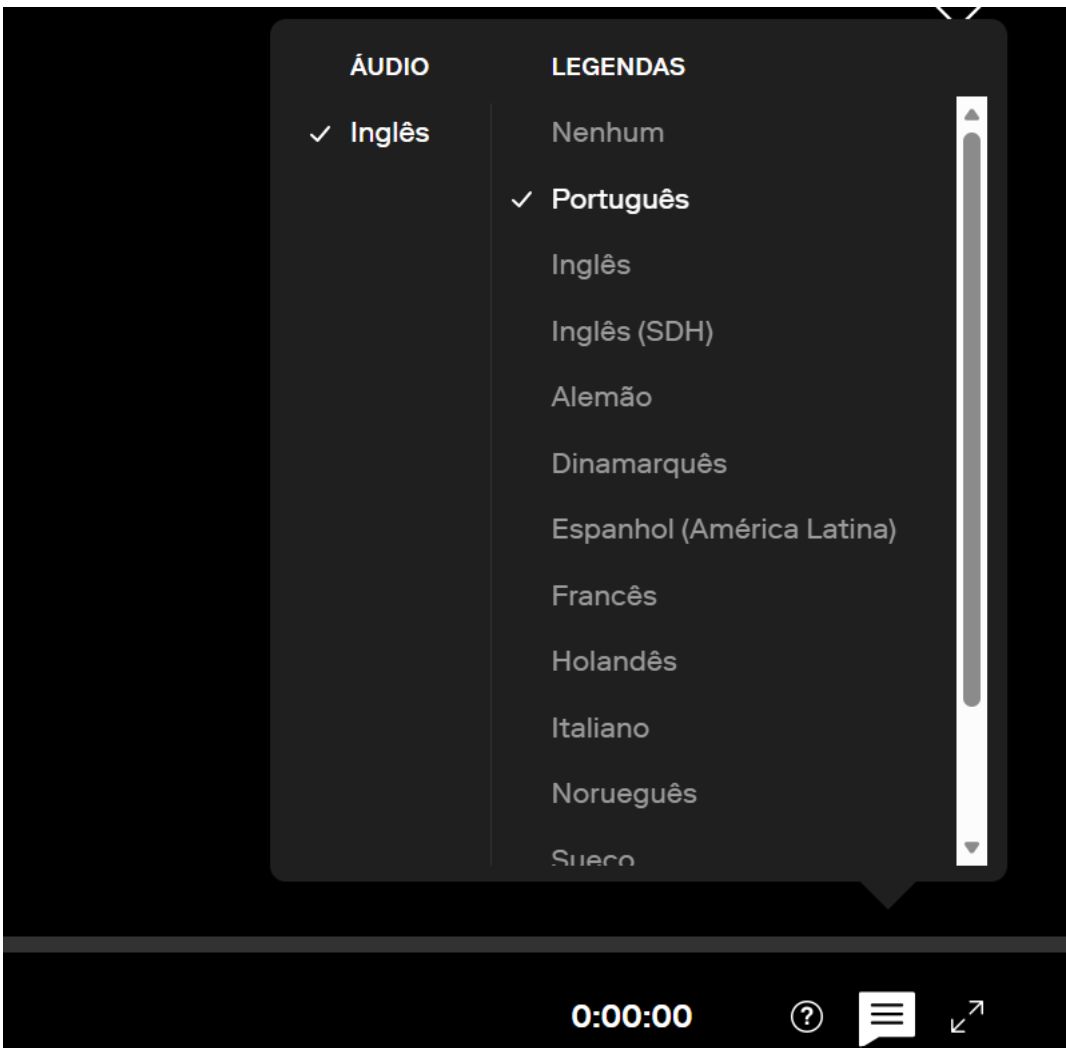 ÁUDIO
Inglês
LEGENDAS
Nenhum
Português
Inglês
Inglês (SDH)
Alemão
Dinamarquês
Espanhol (América Latina)
Francês
Holandês
Italiano
Norueguês
Sueco
0:00:00
?